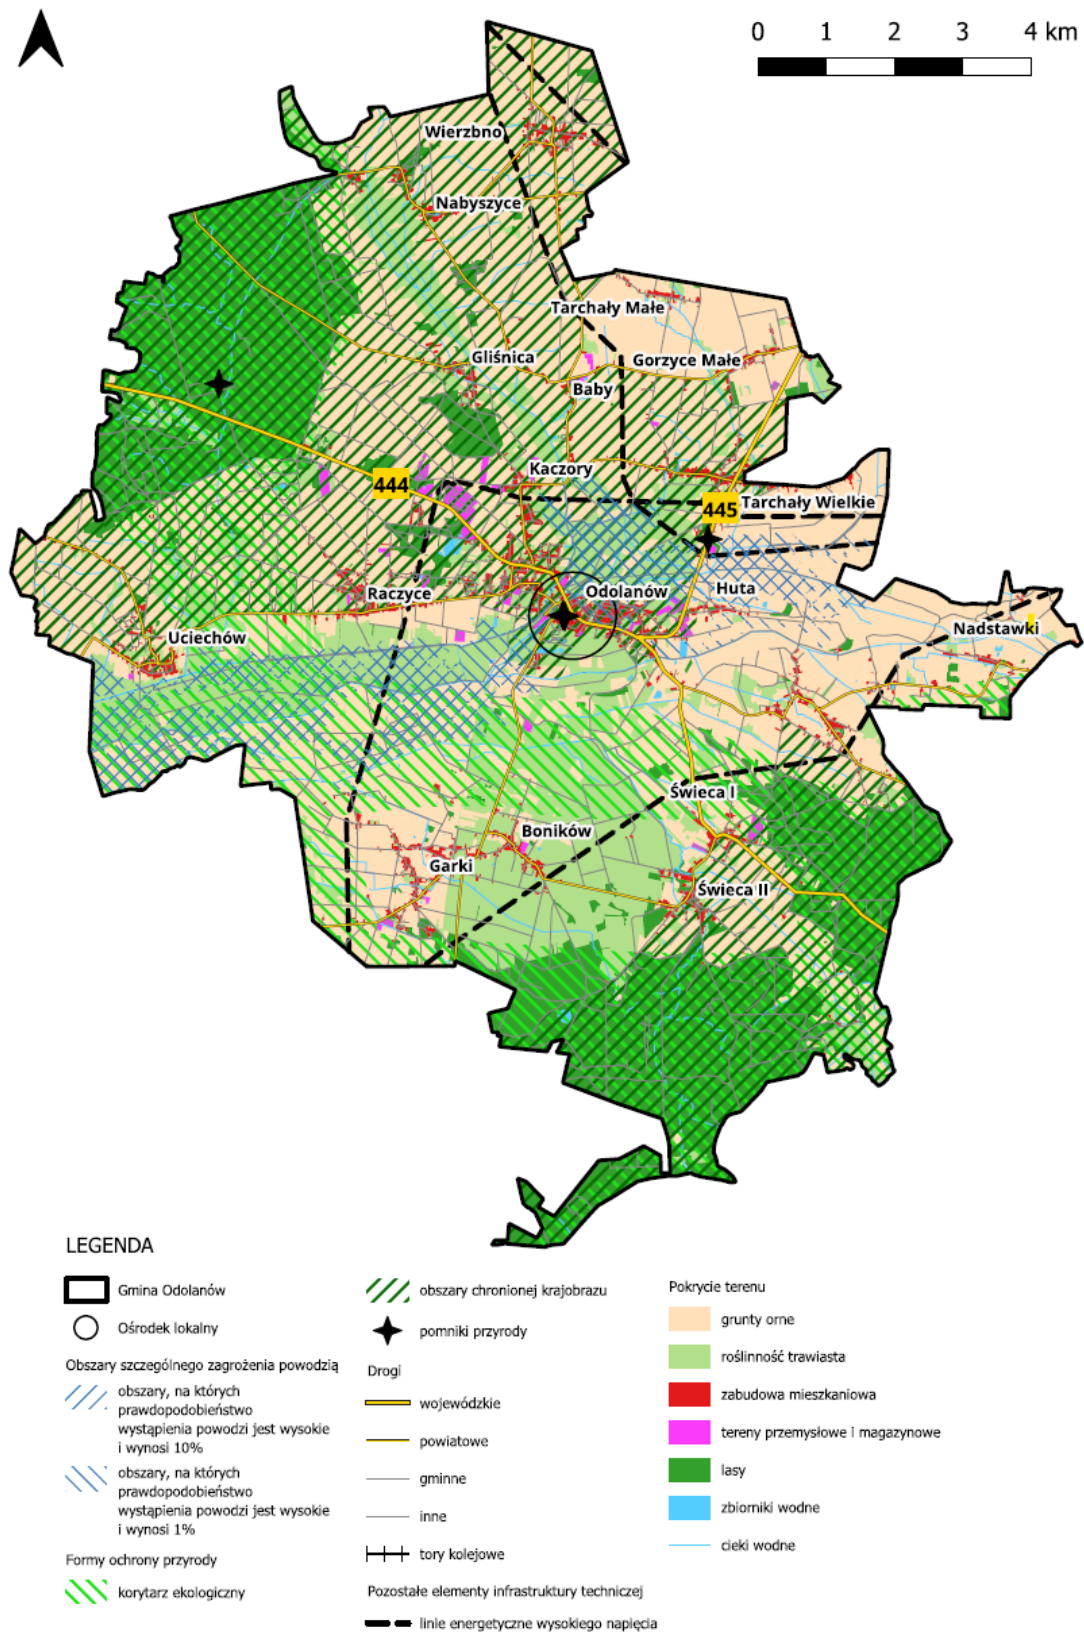 0 1 2 3 4 km
Wierzbno
Nabyszyce
Tarchały Małe
Gliśnica
Gorzyce Małe
Baby
Kaczory
444
445
Tarchały Wielkie
Raczyce
Odolanów
Huta
Uciechów
Nadstawki
Świeca I
Boników
Garki
Świeca II
LEGENDA
Gmina Odolanów
Ośrodek lokalny
Obszary szczególnego zagrożenia powodzią
obszary, na których
prawdopodobieństwo
wystąpienia powodzi jest wysokie
i wynosi 10%
obszary, na których
prawdopodobieństwo
wystąpienia powodzi jest wysokie
i wynosi 1%
Formy ochrony przyrody
korytarz ekologiczny
obszary chronionej krajobrazu
pomniki przyrody
Drogi
wojewódzkie
powiatowe
gminne
inne
tory kolejowe
Pozostałe elementy infrastruktury techniczej
linie energetyczne wysokiego napięcia
Pokrycie terenu
grunty orne
roślinność trawiasta
zabudowa mieszkaniowa
tereny przemysłowe i magazynowe
lasy
zbiorniki wodne
cieki wodne